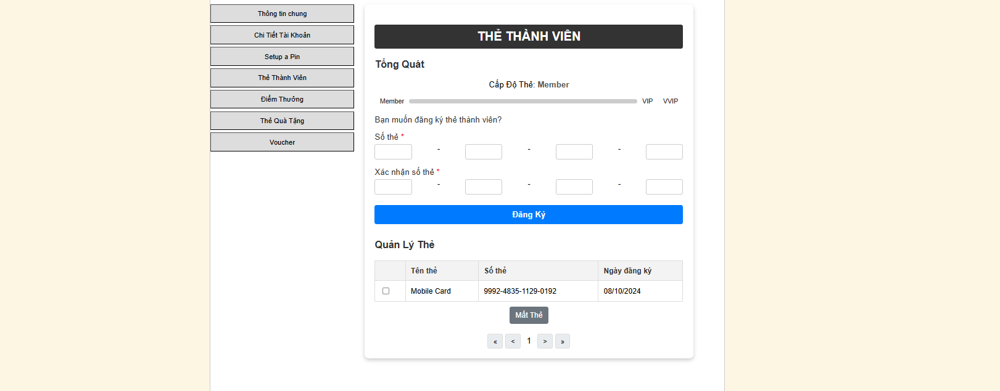 Thông tin chung
Chi Tiết Tài Khoản
Setup a Pin
Thẻ Thành Viên
Điểm Thưởng
Thẻ Quà Tặng
Voucher
THẺ THÀNH VIÊN
Tổng Quát
Cấp Độ Thẻ: Member
Member VIP VVIP
Bạn muốn đăng ký thẻ thành viên?
Số thẻ *
- - -
Xác nhận số thẻ *
- - -
Đăng Ký
Quản Lý Thẻ
Tên thẻ Số thẻ Ngày đăng ký
Mobile Card 9992-4835-1129-0192 08/10/2024
Mất Thẻ
« < 1 > »